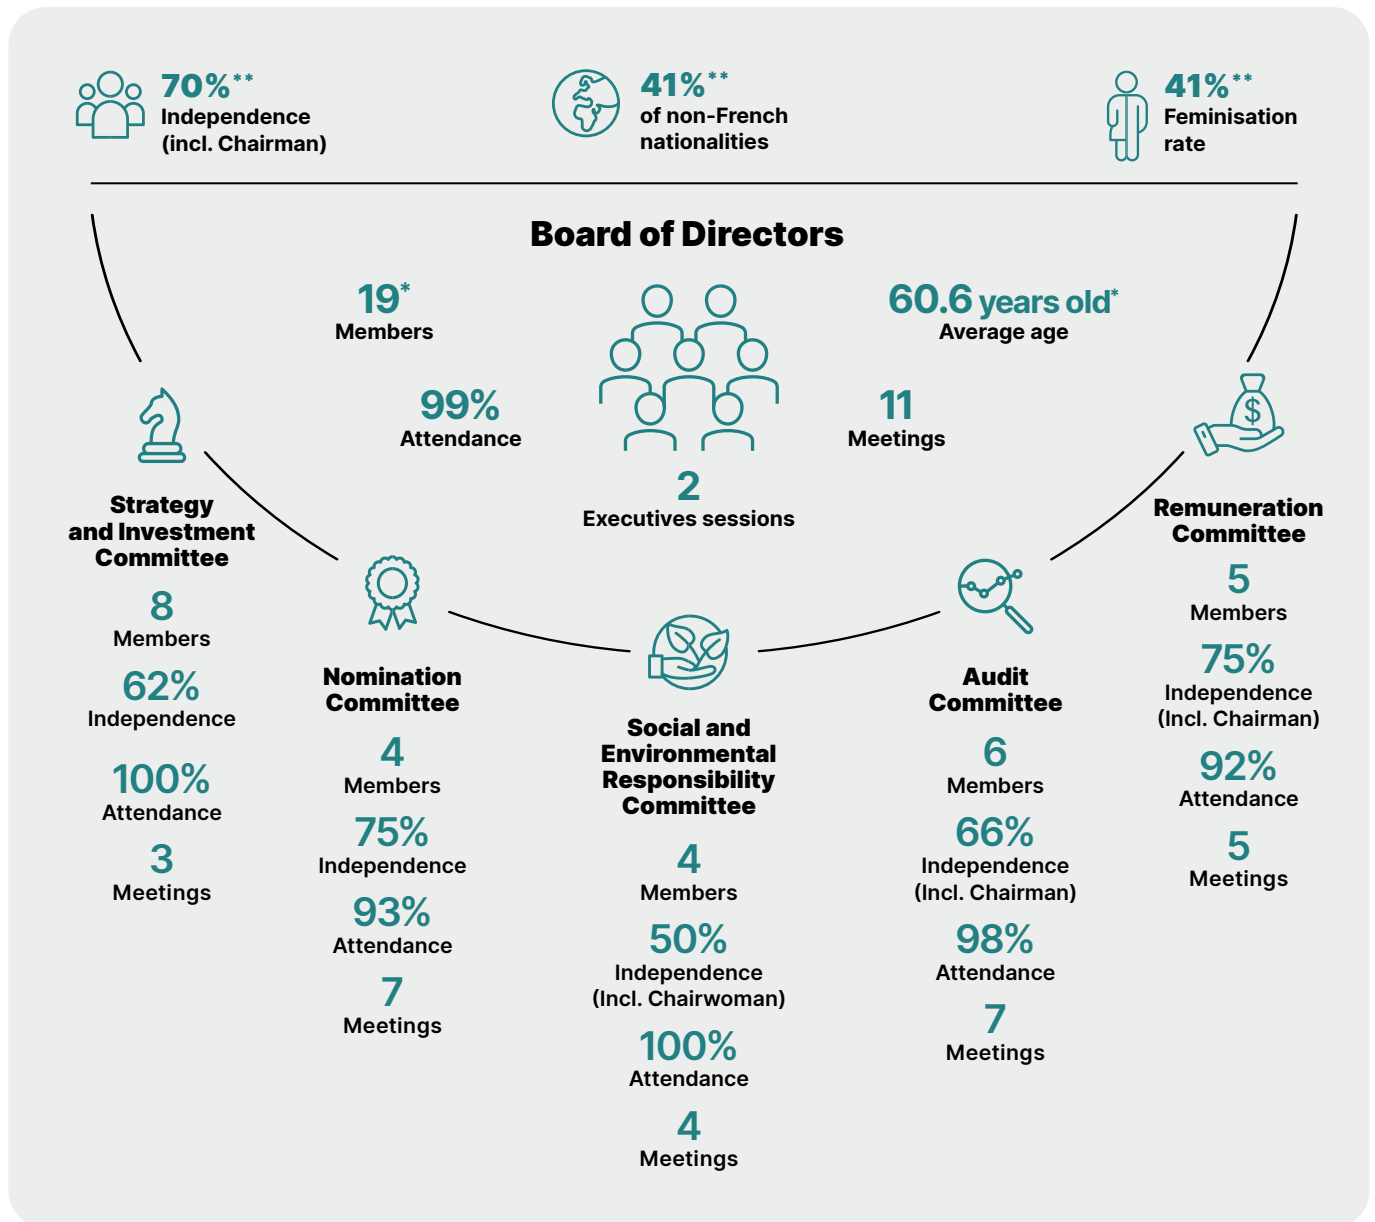 70%**
Independence
(incl. Chairman)
41%**
of non-French
nationalities
41%**
Feminisation
rate
Board of Directors
19*
Members
60.6 years old*
Average age
99%
Attendance
11
Meetings
2
Executives sessions
Strategy
and Investment
Committee
8
Members
62%
Independence
100%
Attendance
3
Meetings
Nomination
Committee
4
Members
75%
Independence
93%
Attendance
7
Meetings
Social and
Environmental
Responsibility
Committee
4
Members
50%
Independence
(Incl. Chairwoman)
100%
Attendance
4
Meetings
Audit
Committee
6
Members
66%
Independence
(Incl. Chairman)
98%
Attendance
7
Meetings
$
Remuneration
Committee
5
Members
75%
Independence
(Incl. Chairman)
92%
Attendance
5
Meetings